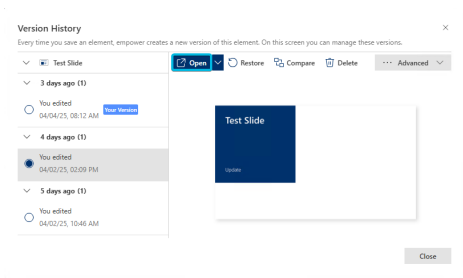 Version History
Every time you save an element, empower creates a new version of this element. On this screen you can manage these versions.
Test Slide
Open
Restore
Compare
Delete
Advanced
3 days ago (1)
You edited
04/04/25, 08:12 AM
Your Version
4 days ago (1)
You edited
04/02/25, 02:09 PM
5 days ago (1)
You edited
04/02/25, 10:46 AM
Test Slide
Update
Close